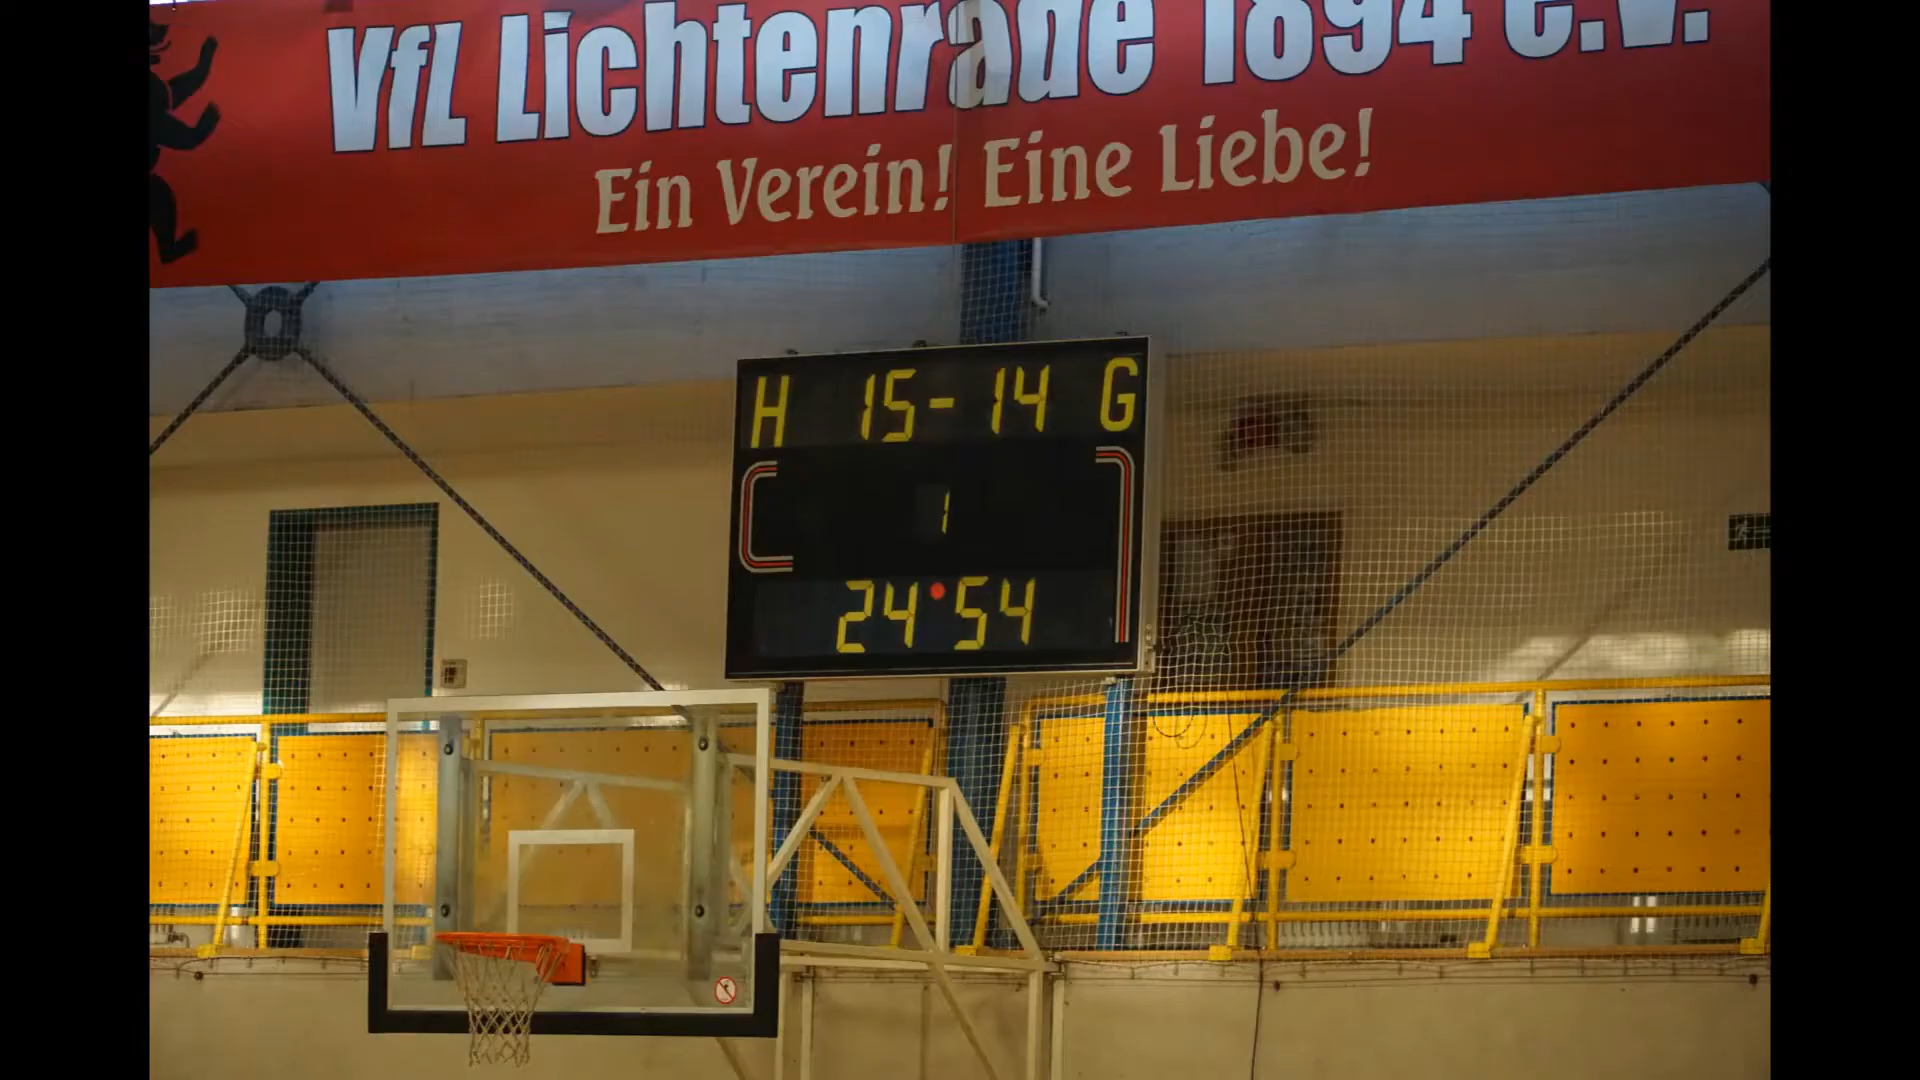 VfL Lichtenrade 1894 e.V.
Ein Verein! Eine Liebe!
H 15-14 G
1
24:54